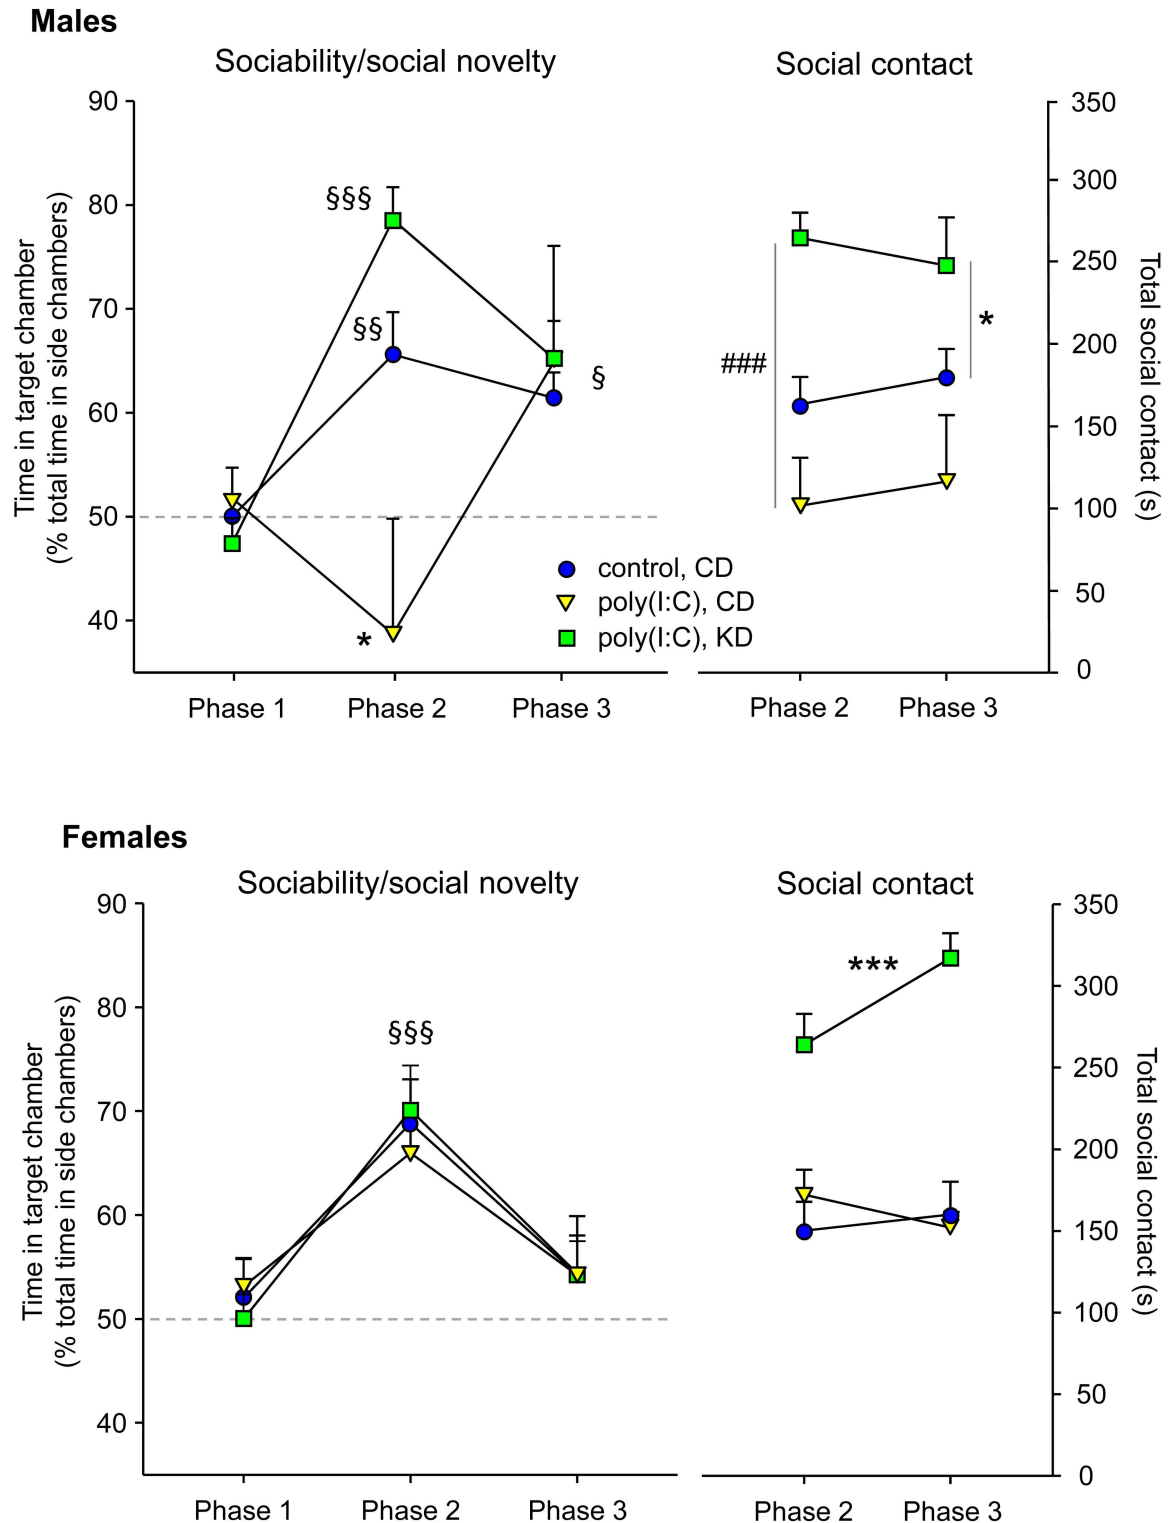 Males
Sociability/social novelty
Social contact
90
80
70
60
50
40
Time in target chamber
(% total time in side chambers)
§§§
§§
§
*
###
*
350
300
250
200
150
100
50
0
Total social
contact (s)
control, CD
poly(I:C), CD
poly(I:C), KD
Phase 1
Phase 2
Phase 3
Phase 2
Phase 3
Females
Sociability/social novelty
Social contact
90
80
70
60
50
40
Time in target chamber
(% total time in side chambers)
§§§
***
350
300
250
200
150
100
50
0
Total social contact (s)
Phase 1
Phase 2
Phase 3
Phase 2
Phase 3